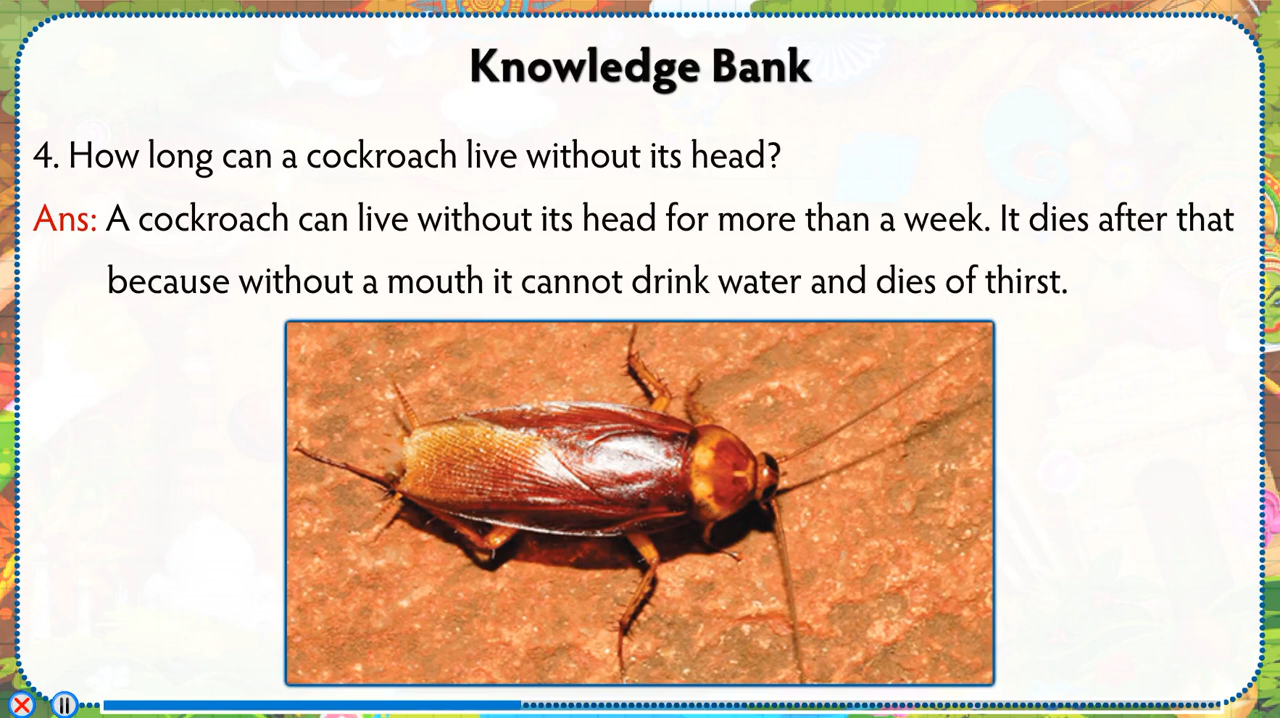 Knowledge Bank
4. How long can a cockroach live without its head?
Ans: A cockroach can live without its head for more than a week. It dies after that
because without a mouth it cannot drink water and dies of thirst.